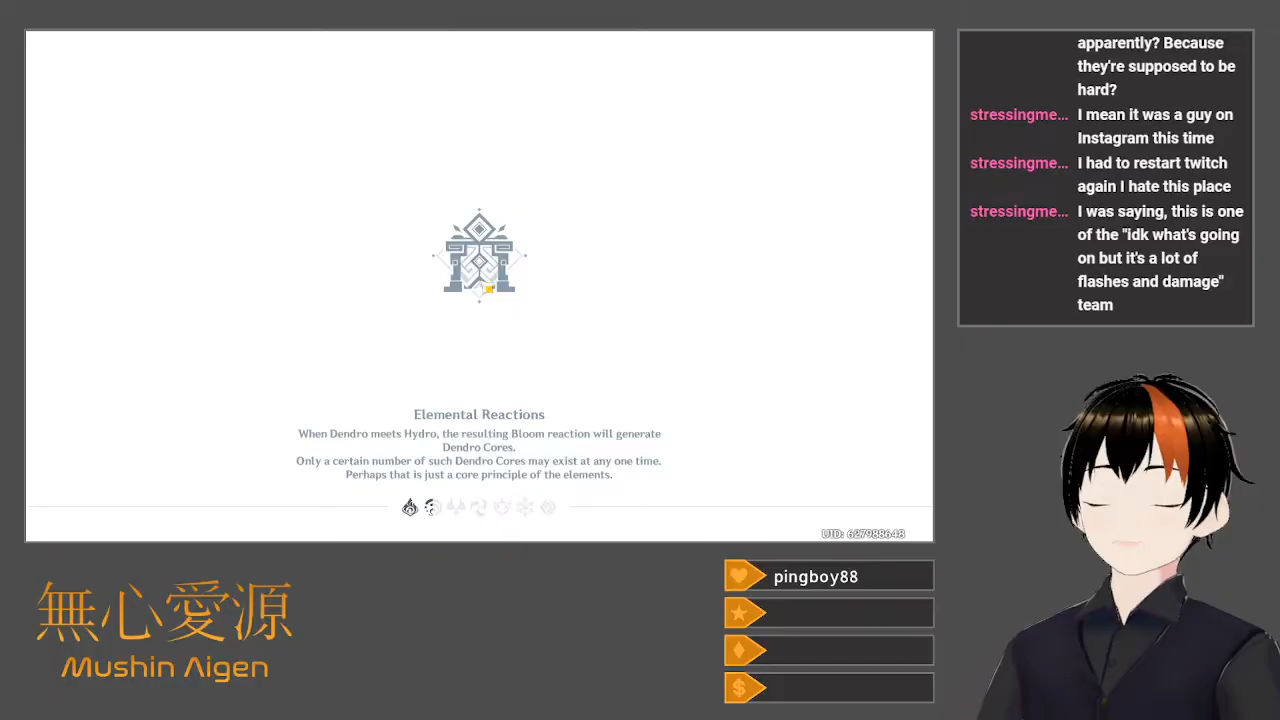 Elemental Reactions
When Dendro meets Hydro, the resulting Bloom reaction will generate
Dendro Cores.
Only a certain number of such Dendro Cores may exist at any one time.
Perhaps that is just a core principle of the elements.
UID: 627988648
apparently? Because
they're supposed to be
hard?
stressingme... I mean it was a guy on
Instagram this time
stressingme... I had to restart twitch
again I hate this place
stressingme... I was saying, this is one
of the "idk what's going
on but it's a lot of
flashes and damage"
team
無心愛源
Mushin Aigen
pingboy88